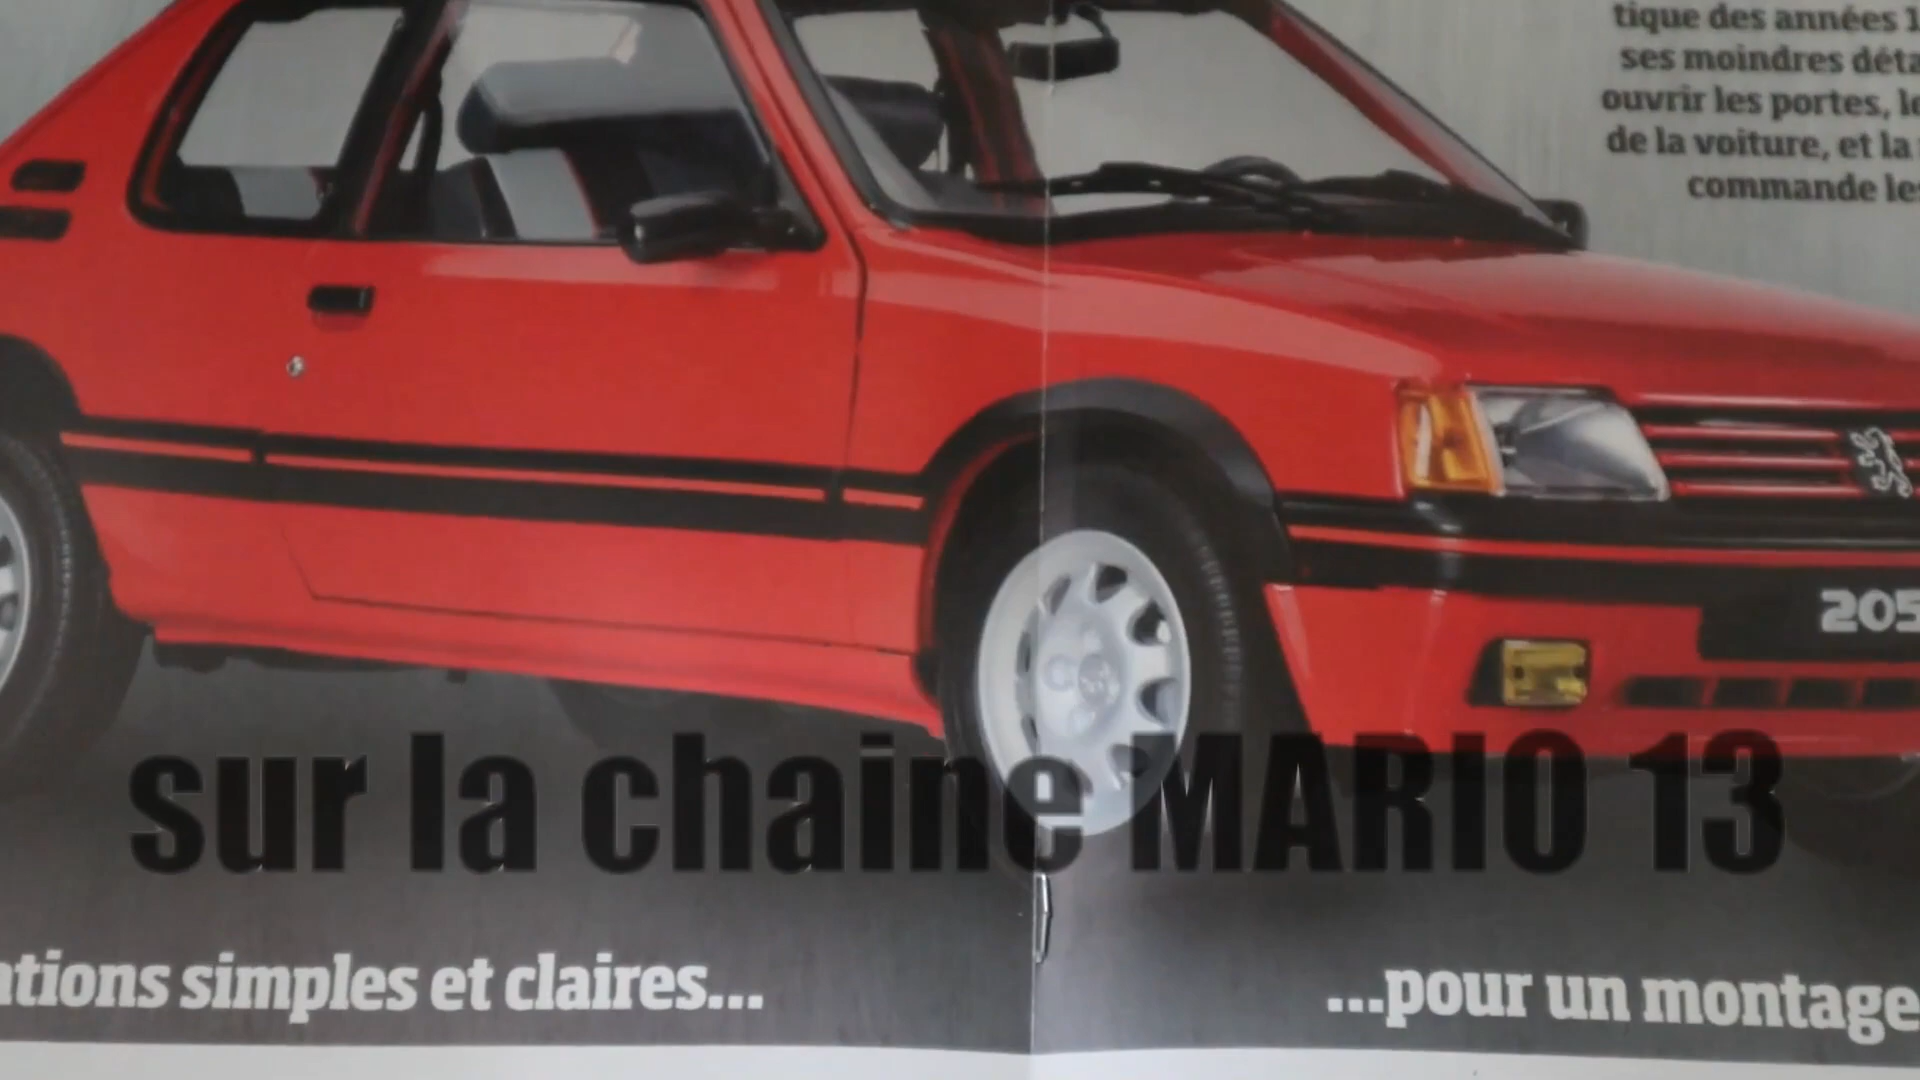 tique des années 1
ses moindres déta
ouvrir les portes, le
de la voiture, et la
commande les
205
sur la chaine MARIO 13
ations simples et claires...
...pour un montage